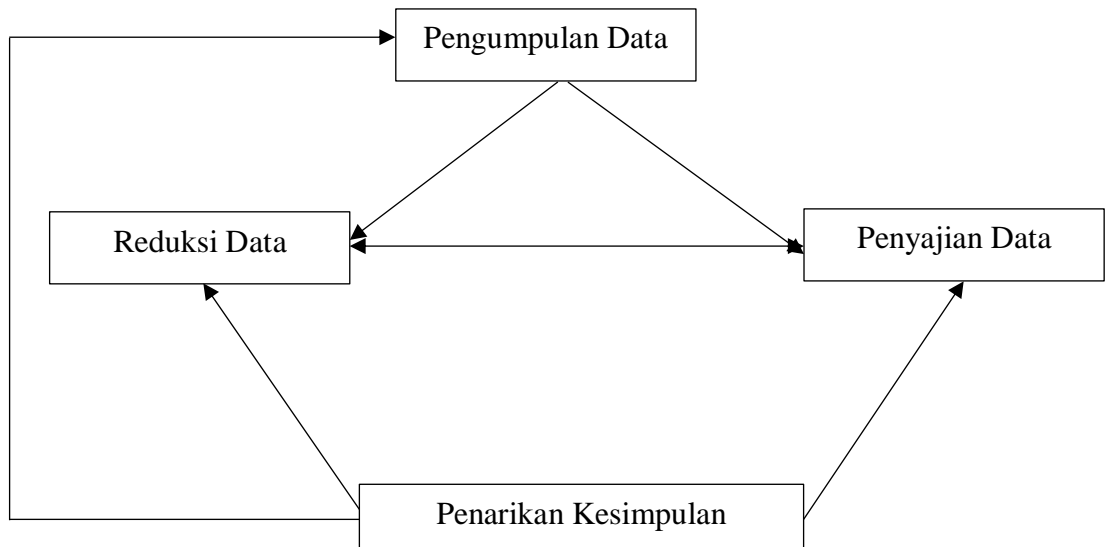 Pengumpulan Data
Reduksi Data
Penyajian Data
Penarikan Kesimpulan